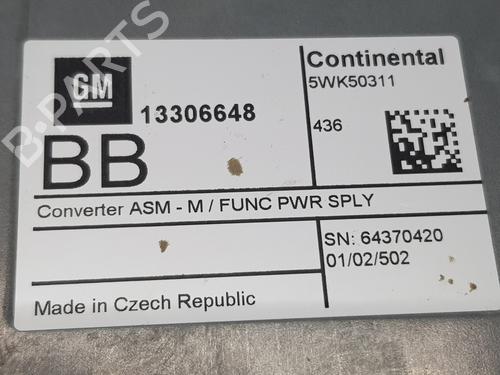 GM
13306648
BB
Continental
5WK50311
436
Converter ASM - M / FUNC PWR SPLY
SN: 64370420
01/02/502
Made in Czech Republic
B-PARTS